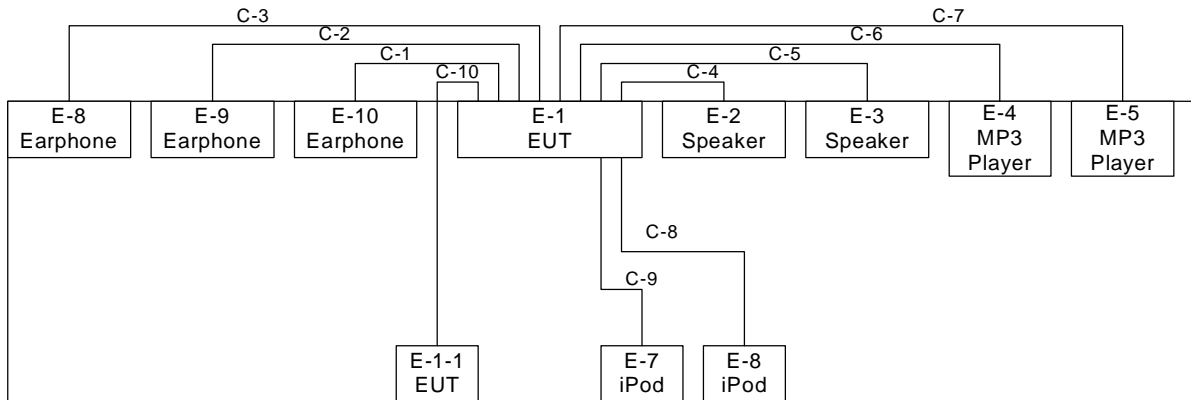 C-3
C-7
C-2
C-6
C-1
C-5
C-10
C-4
E-8
Earphone
E-9
Earphone
E-10
Earphone
E-1
EUT
E-2
Speaker
E-3
Speaker
E-4
MP3
Player
E-5
MP3
Player
C-8
C-9
E-1-1
EUT
E-7
iPod
E-8
iPod